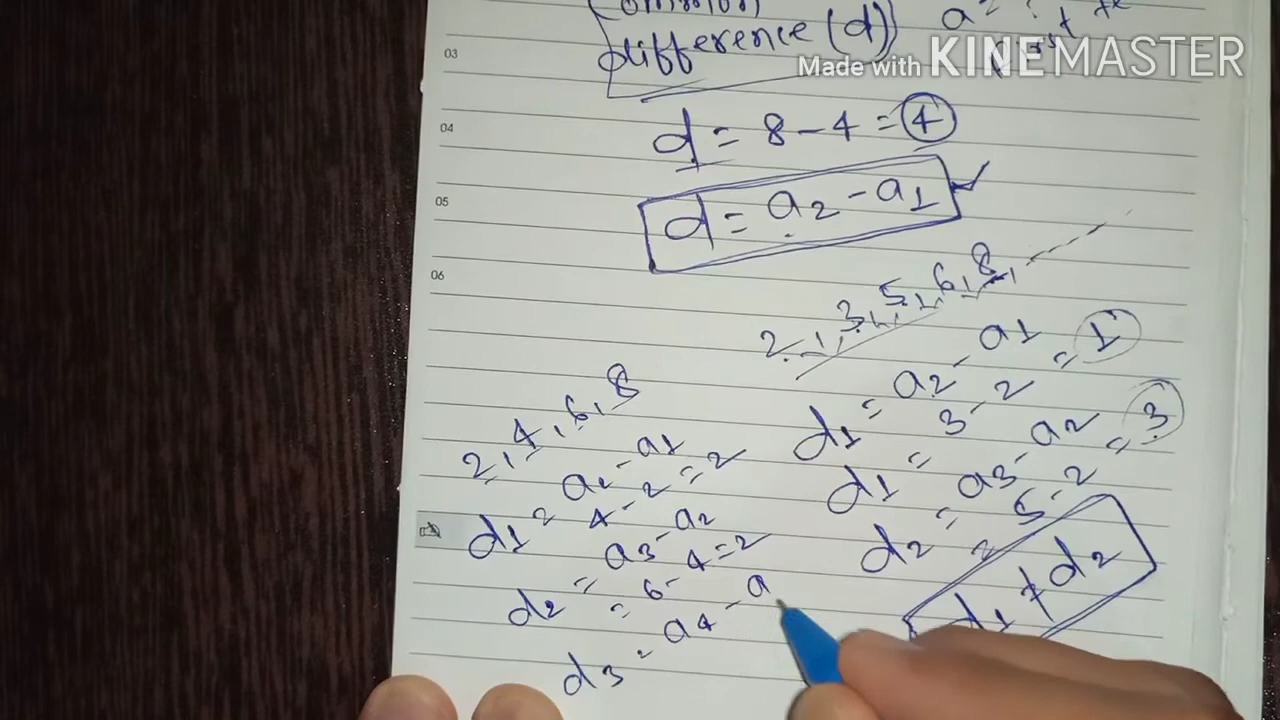 difference (d)
Made with KINEMASTER
03
d = 8 - 4 = 4
04
d = a2 - a1
05
06
2, 3, 5, 6, 8,
d1 = a2 - a1
d1 = 3 - 2 = 1
d2 = a3 - a2
= 5 - 2 = 3
d1 ≠ d2
2, 4, 6, 8
d1 = a2 - a1
4 - 2 = 2
d2 = a3 - a2
= 6 - 4 = 2
d3 = a4 - a